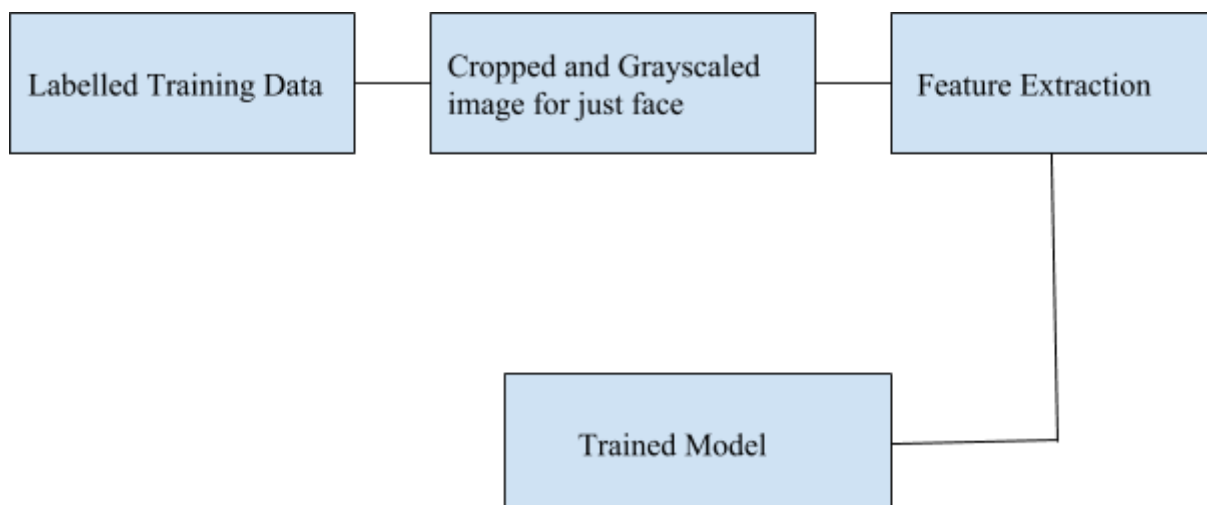 Labelled Training Data
Cropped and Grayscaled
image for just face
Feature Extraction
Trained Model